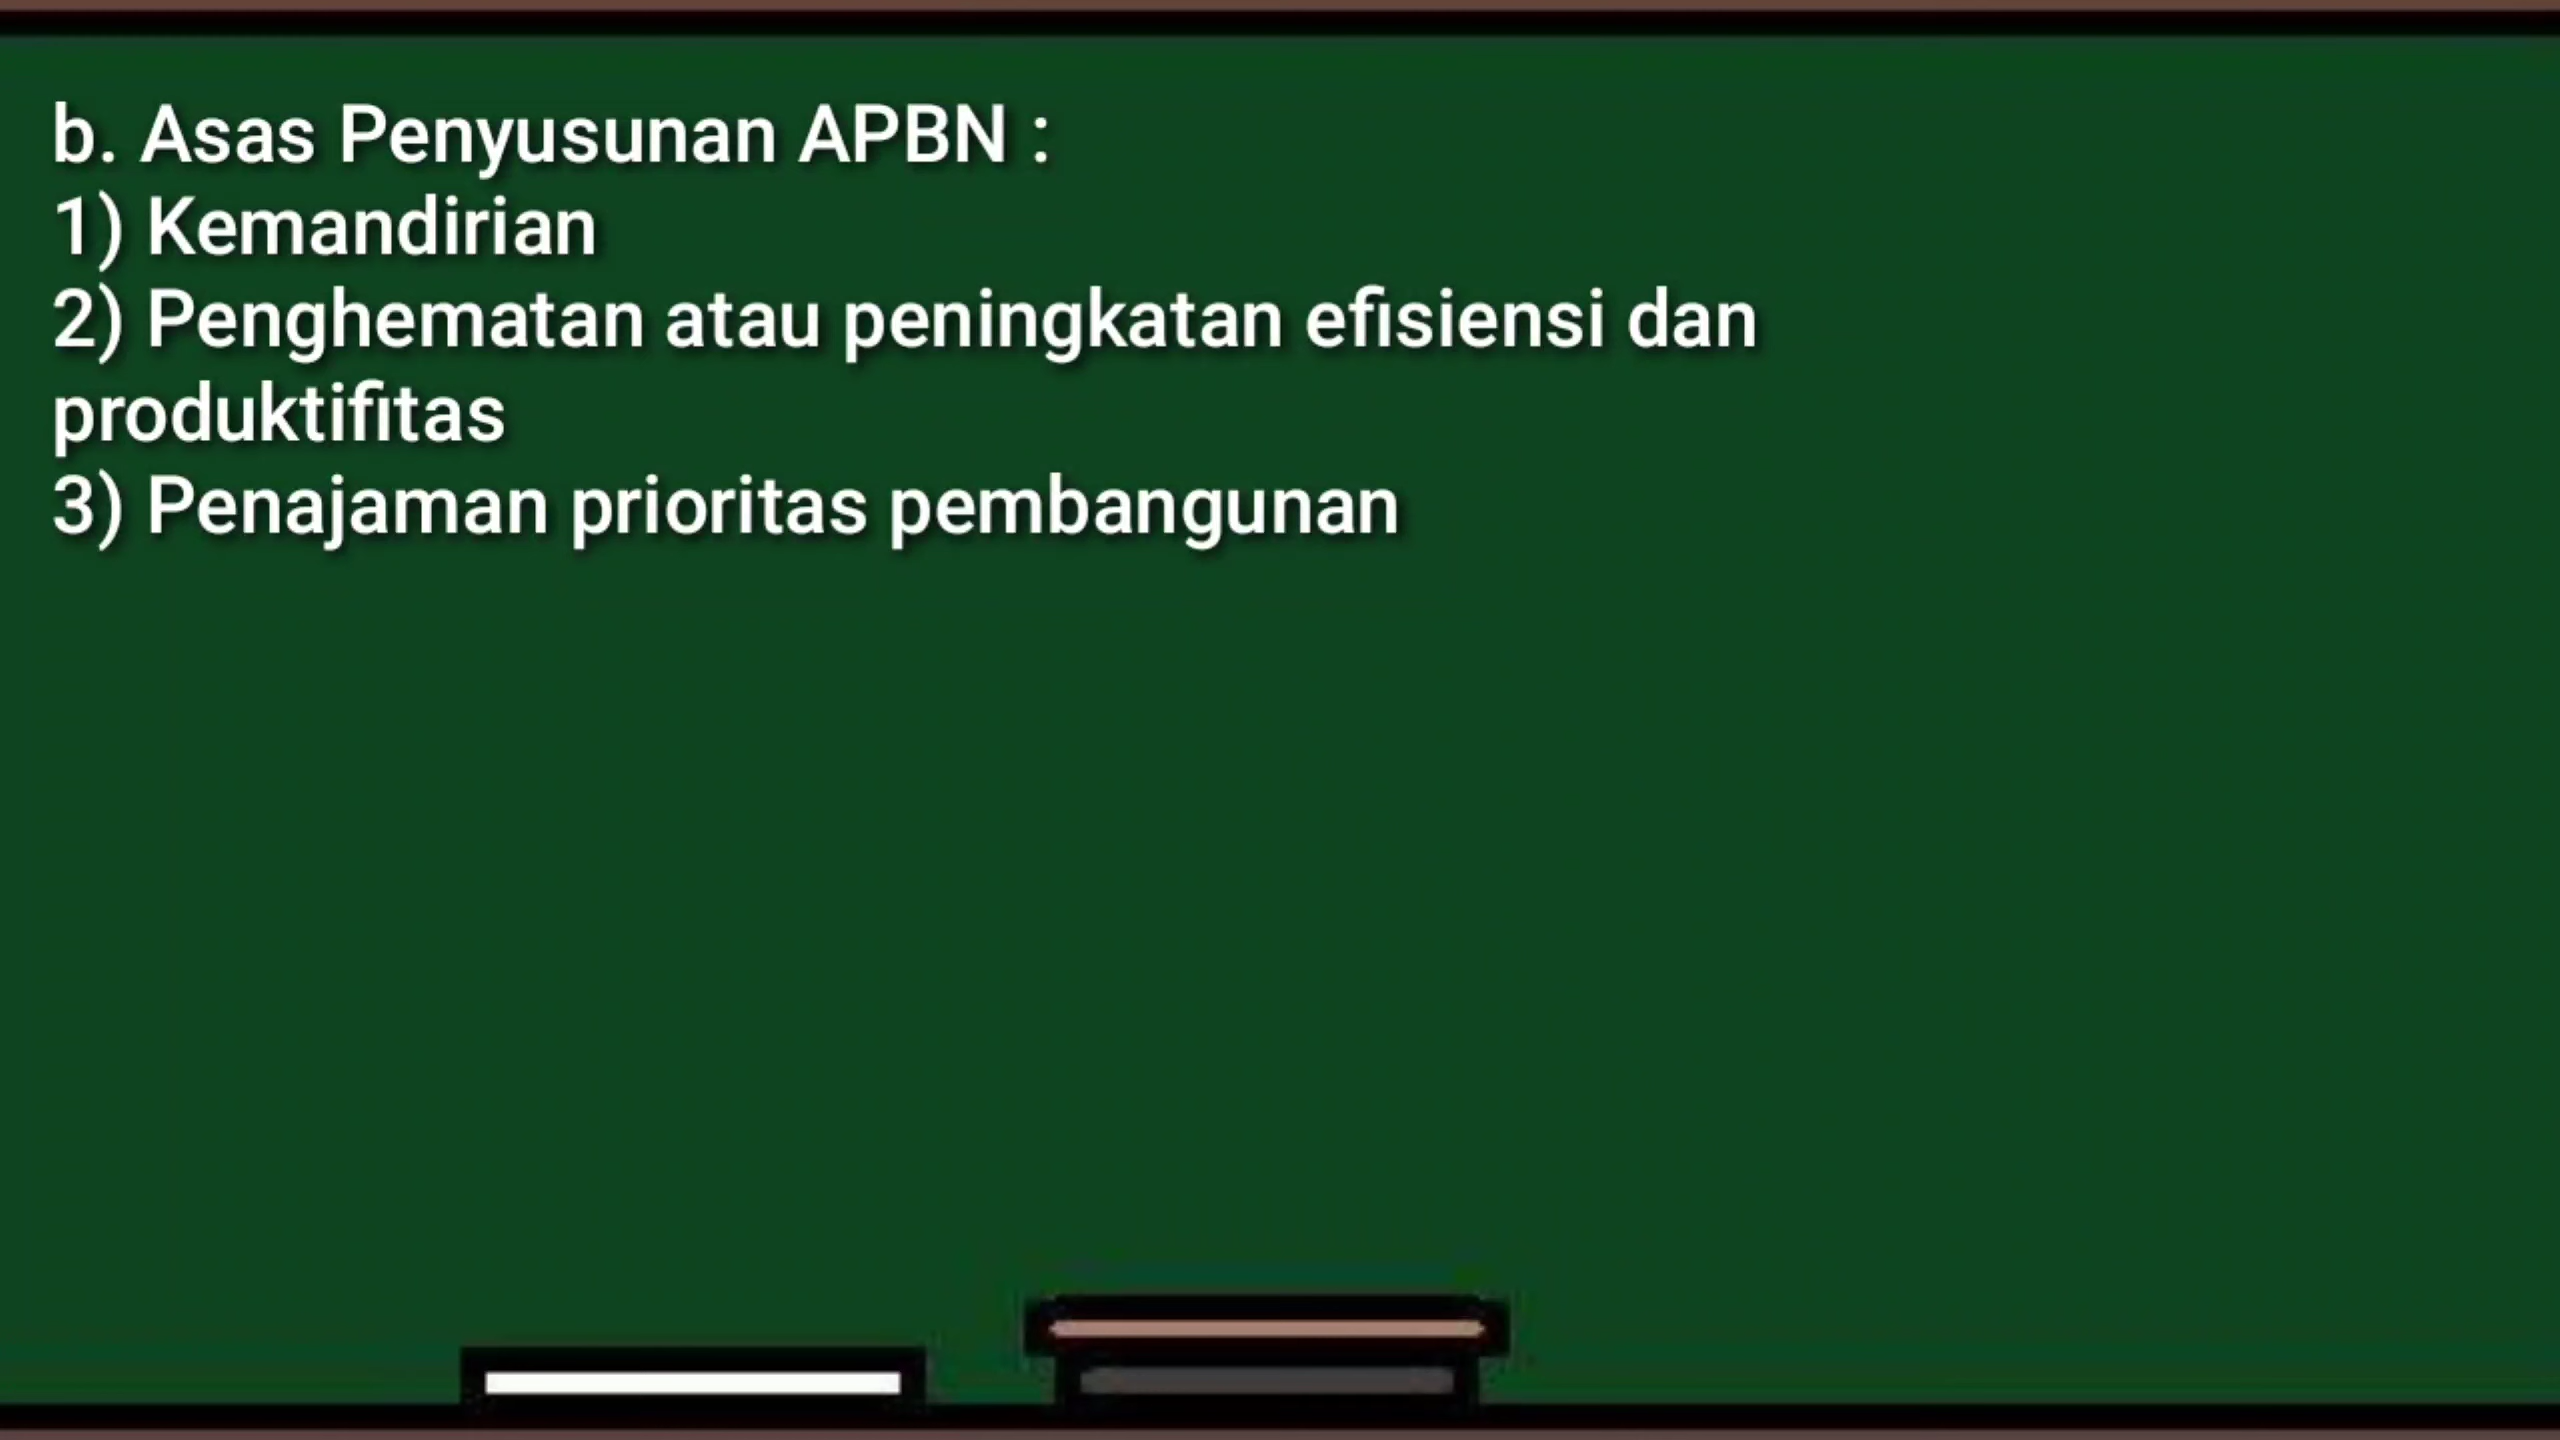 b. Asas Penyusunan APBN :
1) Kemandirian
2) Penghematan atau peningkatan efisiensi dan
produktifitas
3) Penajaman prioritas pembangunan